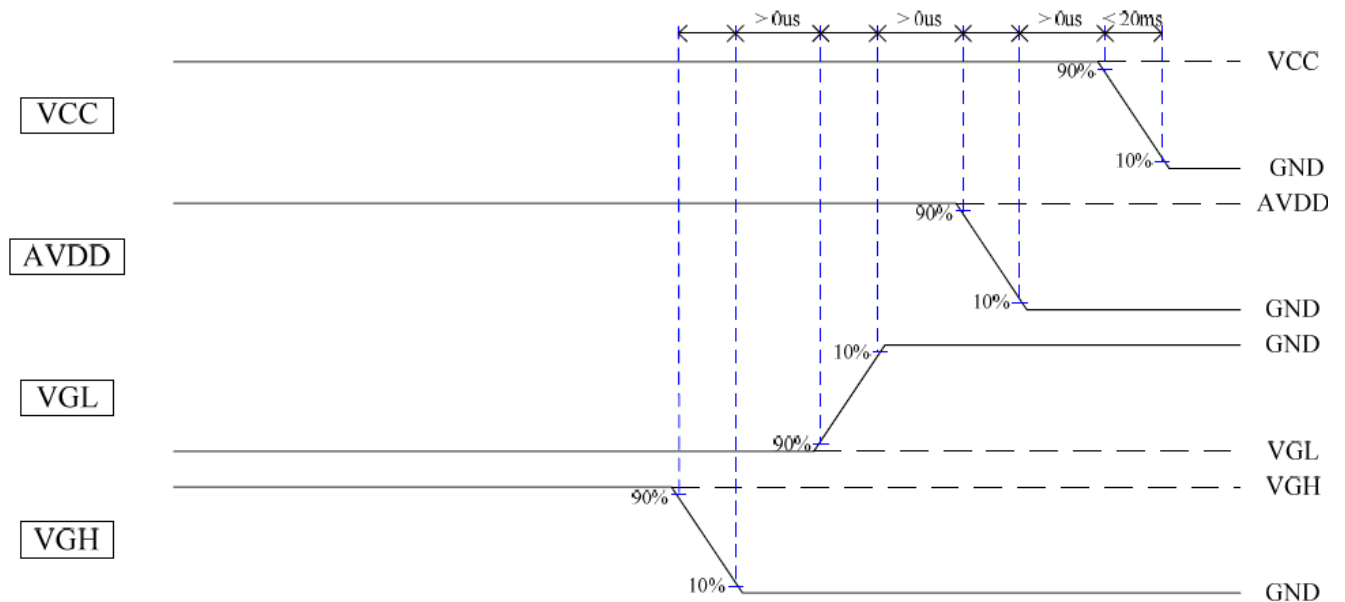 > 0us > 0us > 0us < 20ms
VCC
90%
VCC
10%
GND
AVDD
90%
AVDD
10%
GND
GND
10%
VGL
90%
VGL
VGH
90%
VGH
10%
GND